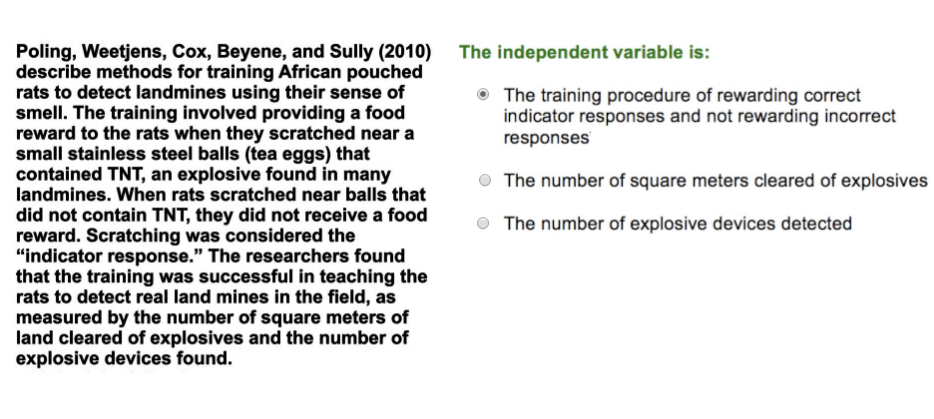 Poling, Weetjens, Cox, Beyene, and Sully (2010)
describe methods for training African pouched
rats to detect landmines using their sense of
smell. The training involved providing a food
reward to the rats when they scratched near a
small stainless steel balls (tea eggs) that
contained TNT, an explosive found in many
landmines. When rats scratched near balls that
did not contain TNT, they did not receive a food
reward. Scratching was considered the
“indicator response.” The researchers found
that the training was successful in teaching the
rats to detect real land mines in the field, as
measured by the number of square meters of
land cleared of explosives and the number of
explosive devices found.
The independent variable is:
The training procedure of rewarding correct
indicator responses and not rewarding incorrect
responses
The number of square meters cleared of explosives
The number of explosive devices detected